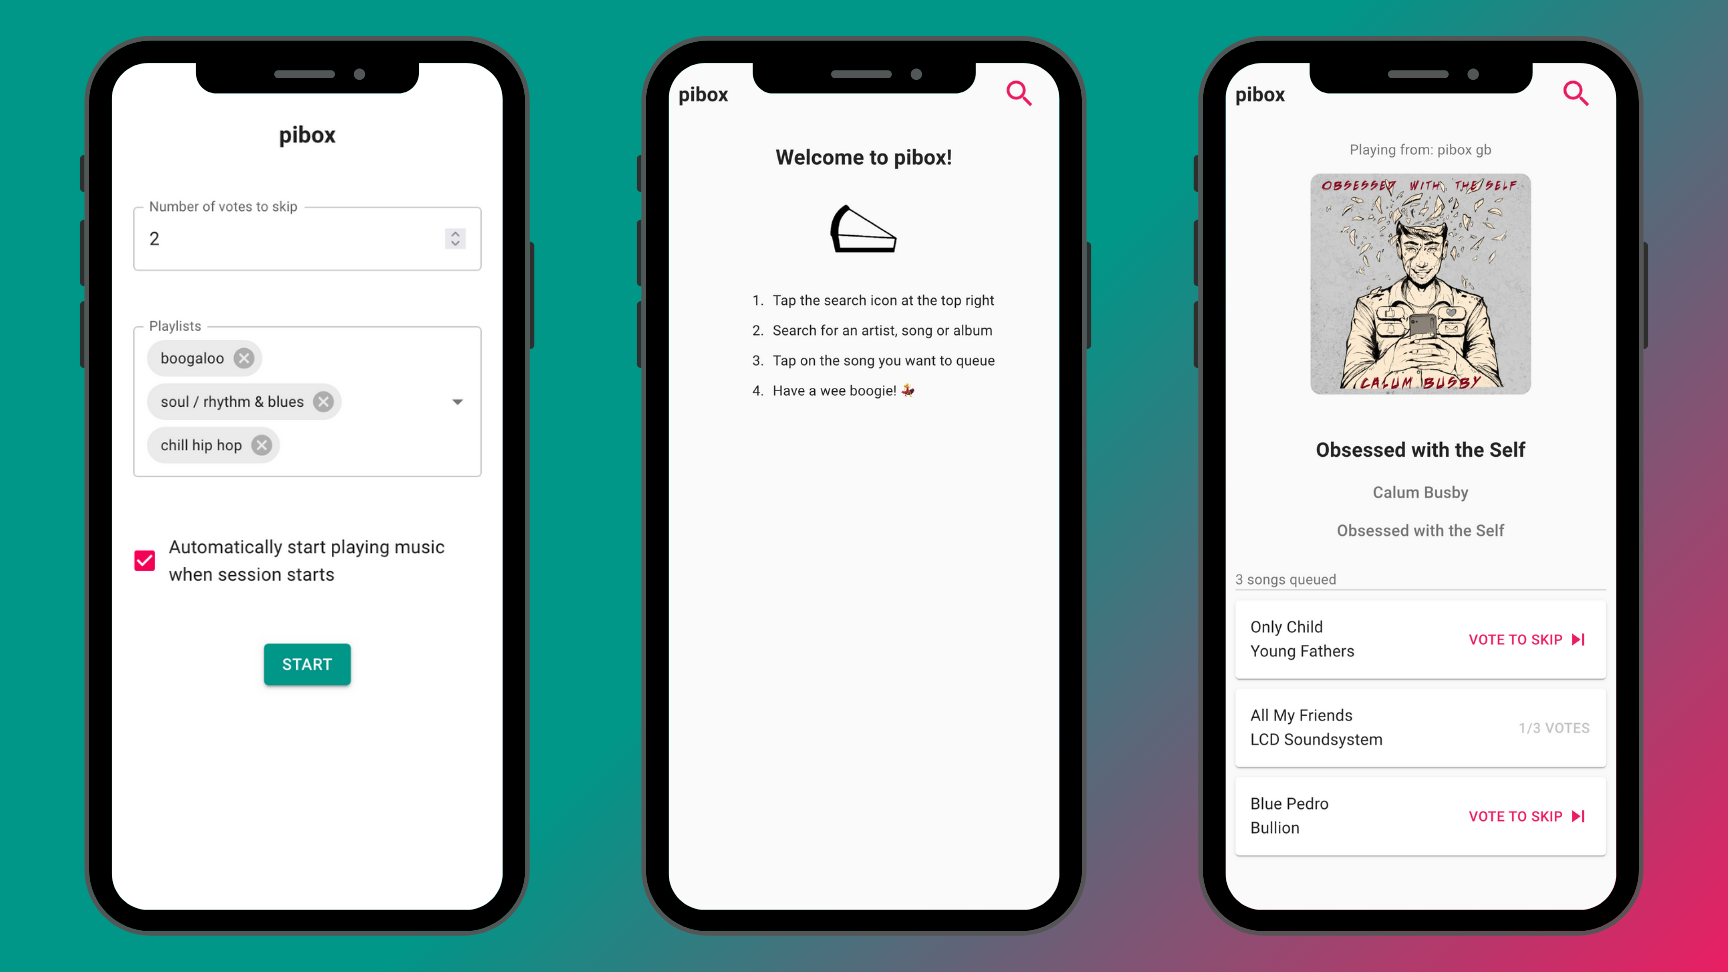 pibox
Number of votes to skip
2
Playlists
boogaloo
soul / rhythm & blues
chill hip hop
Automatically start playing music
when session starts
START
pibox
Welcome to pibox!
1. Tap the search icon at the top right
2. Search for an artist, song or album
3. Tap on the song you want to queue
4. Have a wee boogie! 💃
pibox
Playing from: pibox gb
OBSESSED WITH THE SELF
CALUM BUSBY
Obsessed with the Self
Calum Busby
Obsessed with the Self
3 songs queued
Only Child
Young Fathers
VOTE TO SKIP
All My Friends
LCD Soundsystem
1/3 VOTES
Blue Pedro
Bullion
VOTE TO SKIP